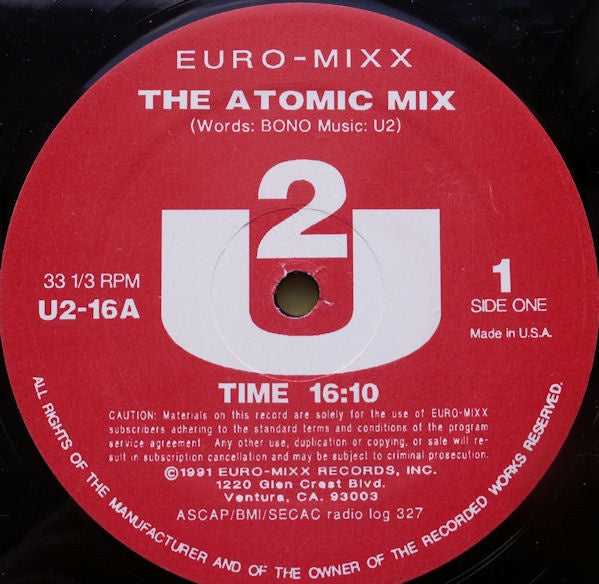 EURO-MIXX
THE ATOMIC MIX
(Words: BONO Music: U2)
U2
33 1/3 RPM
U2-16A
1
SIDE ONE
Made in U.S.A.
TIME 16:10
CAUTION: Materials on this record are solely for the use of EURO-MIXX
subscribers adhering to the standard terms and conditions of the program
service agreement. Any other use, duplication or copying, or sale will re-
sult in subscription cancellation and may be subject to criminal prosecution.
©1991 EURO-MIXX RECORDS, INC.
1220 Glen Crest Blvd.
Ventura, CA. 93003
ASCAP/BMI/SECAC radio log 327
ALL RIGHTS OF THE MANUFACTURER AND OF THE OWNER OF THE RECORDED WORKS RESERVED.